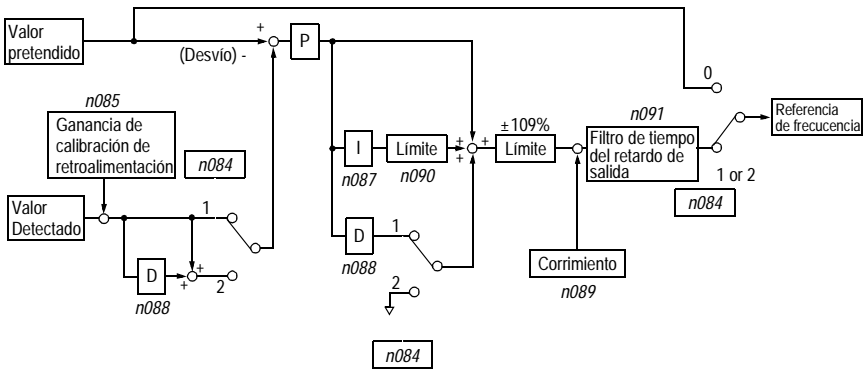 Valor
pretendido
+
(Desvío) -
P
0
Referencia
de frecucencia
n085
Ganancia de
calibración de
retroalimentación
n084
Valor
Detectado
1
D
+
+
2
n088
I
n087
Límite
n090
+
+
+
±109%
Límite
n091
Filtro de tiempo
del retardo de
salida
1 or 2
n084
D
n088
1
2
n084
Corrimiento
n089